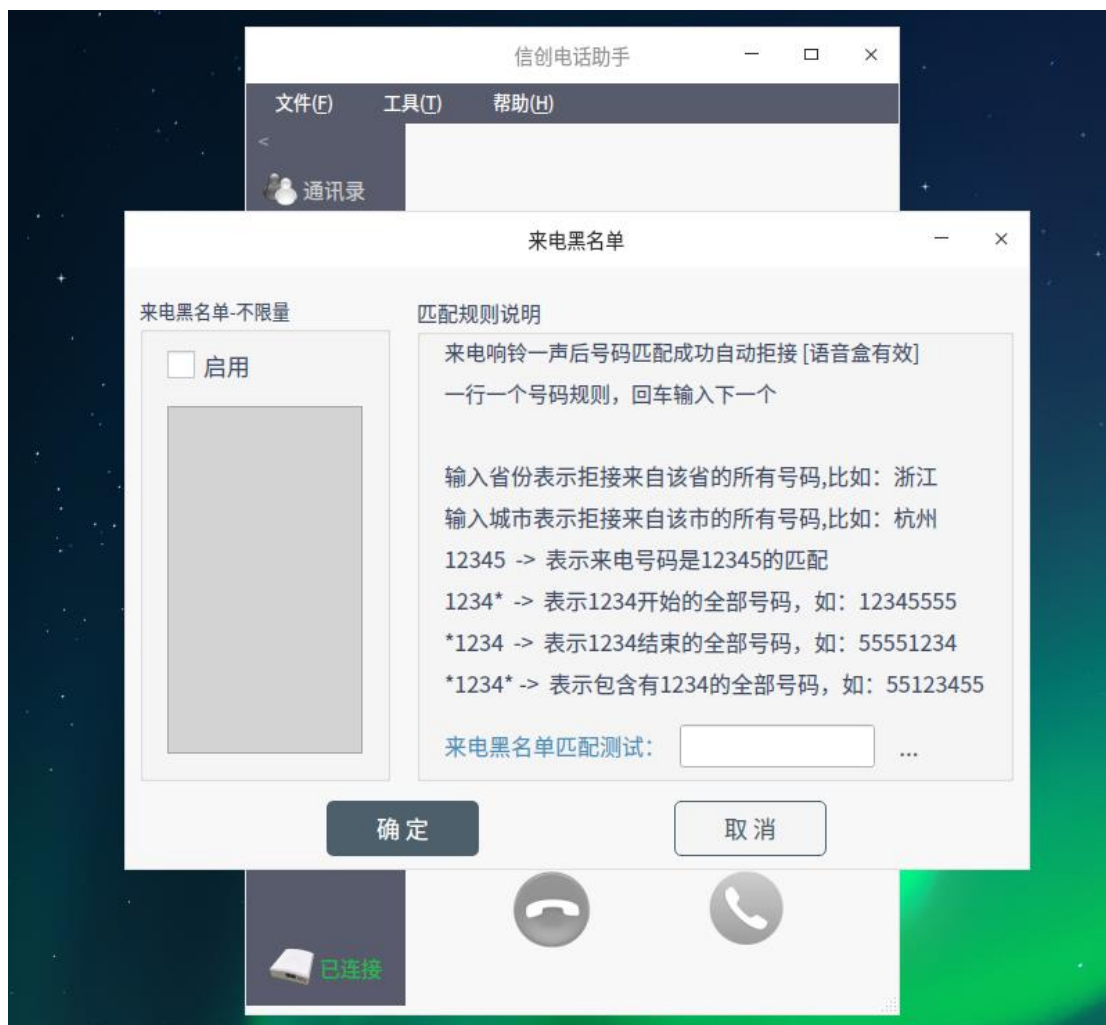 信创电话助手
文件(F) 工具(T) 帮助(H)
<
通讯录
来电黑名单
来电黑名单-不限量
启用
匹配规则说明
来电响铃一声后号码匹配成功自动拒接 [语音盒有效]
一行一个号码规则，回车输入下一个
输入省份表示拒接来自该省的所有号码,比如：浙江
输入城市表示拒接来自该市的所有号码,比如：杭州
12345 -> 表示来电号码是12345的匹配
1234* -> 表示1234开始的全部号码，如：12345555
*1234 -> 表示1234结束的全部号码，如：55551234
*1234* -> 表示包含有1234的全部号码，如：55123455
来电黑名单匹配测试： ...
确定 取消
已连接